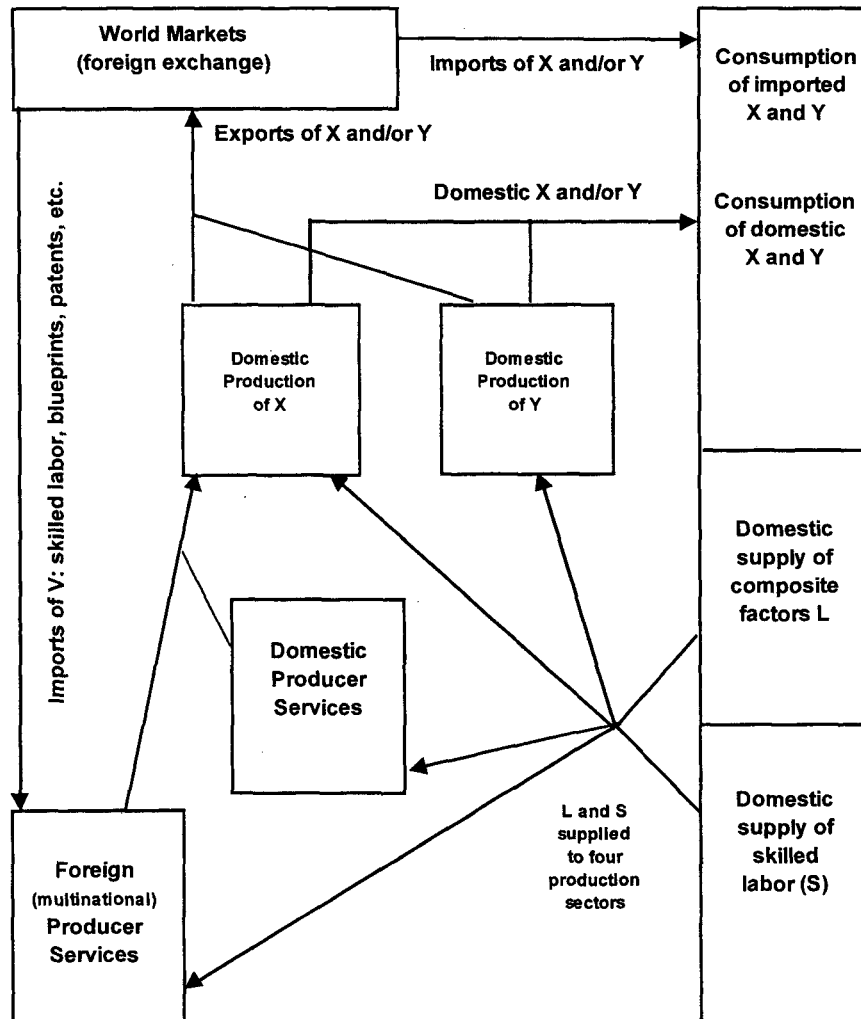 World Markets
(foreign exchange)
Imports of X and/or Y
Consumption
of imported
X and Y
Exports of X and/or Y
Domestic X and/or Y
Consumption
of domestic
X and Y
Imports of V: skilled labor, blueprints, patents, etc.
Domestic
Production
of X
Domestic
Production
of Y
Domestic
supply of
composite
factors L
Domestic
Producer
Services
L and S
supplied
to four
production
sectors
Domestic
supply of
skilled
labor (S)
Foreign
(multinational)
Producer
Services